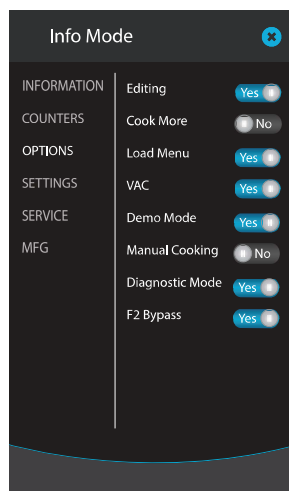 Info Mode
INFORMATION
COUNTERS
OPTIONS
SETTINGS
SERVICE
MFG
Editing Yes
Cook More No
Load Menu Yes
VAC Yes
Demo Mode Yes
Manual Cooking No
Diagnostic Mode Yes
F2 Bypass Yes